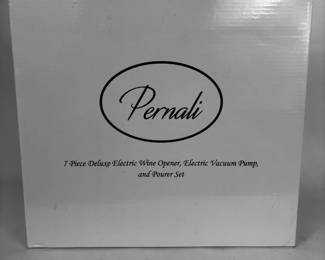 Pernali
7 Piece Deluxe Electric Wine Opener, Electric Vacuum Pump,
and Pourer Set